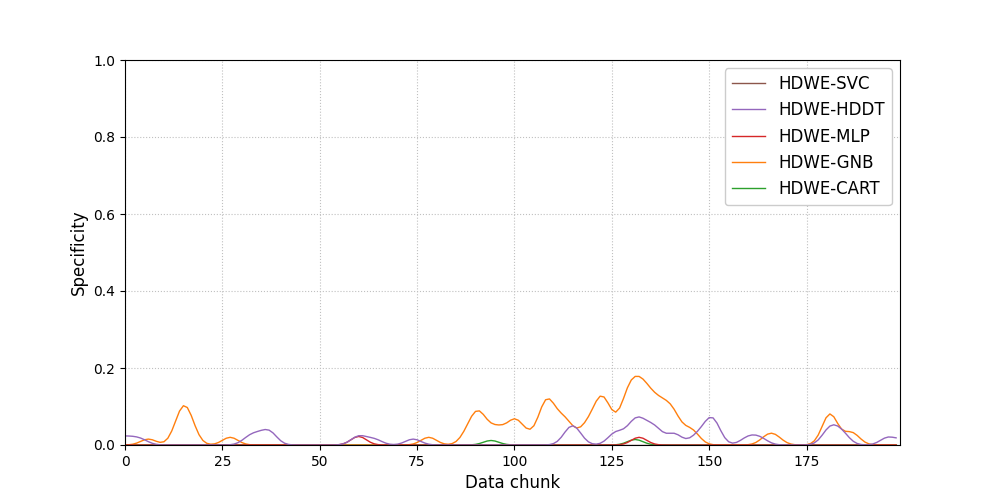 1.0
0.8
0.6
0.4
0.2
0.0
Specificity
0
25
50
75
100
125
150
175
Data chunk
HDWE-SVC
HDWE-HDDT
HDWE-MLP
HDWE-GNB
HDWE-CART